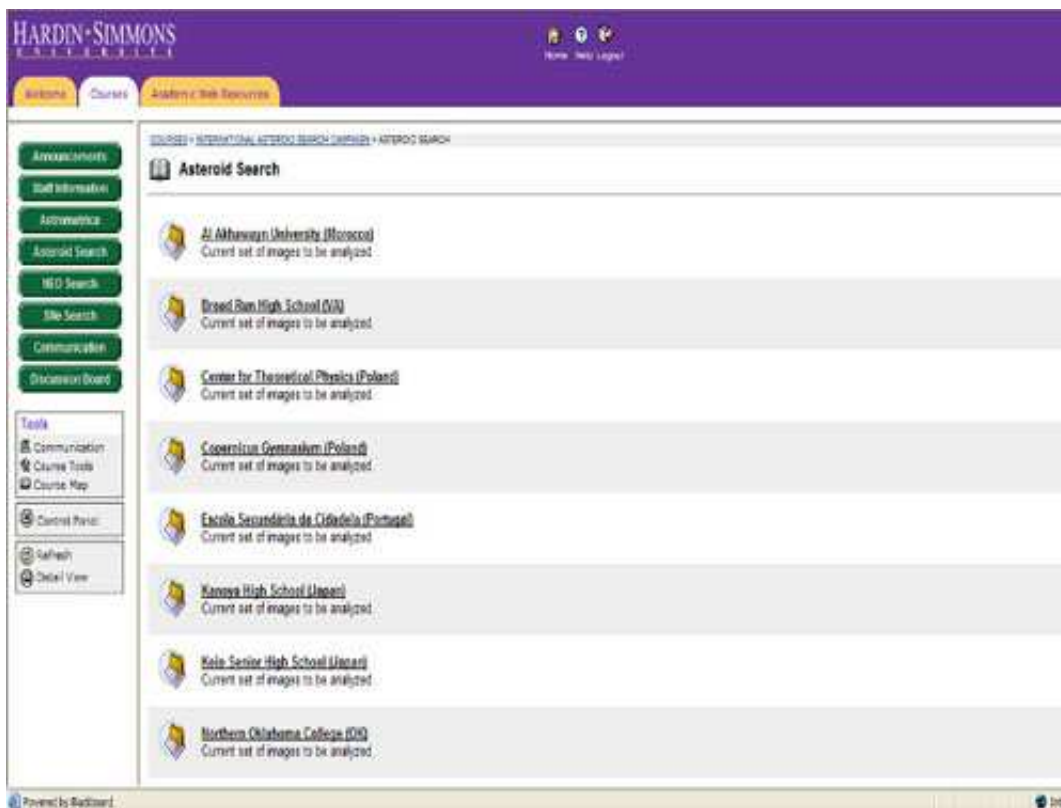 HARDIN·SIMMONS
UNIVERSITY
Home Help Logout
Welcome Courses Academic Web Resources
COURSES > INTERNATIONAL ASTEROID SEARCH CAMPAIGN > ASTEROID SEARCH
Asteroid Search
Announcements
Staff Information
Astrometrica
Asteroid Search
NEO Search
Site Search
Communication
Discussion Board
Tools
Communication
Course Tools
Course Map
Control Panel
Refresh
Detail View
Al Akhawayn University (Morocco)
Current set of images to be analyzed
Broad Run High School (VA)
Current set of images to be analyzed
Center for Theoretical Physics (Poland)
Current set of images to be analyzed
Copernicus Gymnasium (Poland)
Current set of images to be analyzed
Escola Secundária da Cidadela (Portugal)
Current set of images to be analyzed
Kanoya High School (Japan)
Current set of images to be analyzed
Keio Senior High School (Japan)
Current set of images to be analyzed
Northern Oklahoma College (OK)
Current set of images to be analyzed
Powered by Blackboard